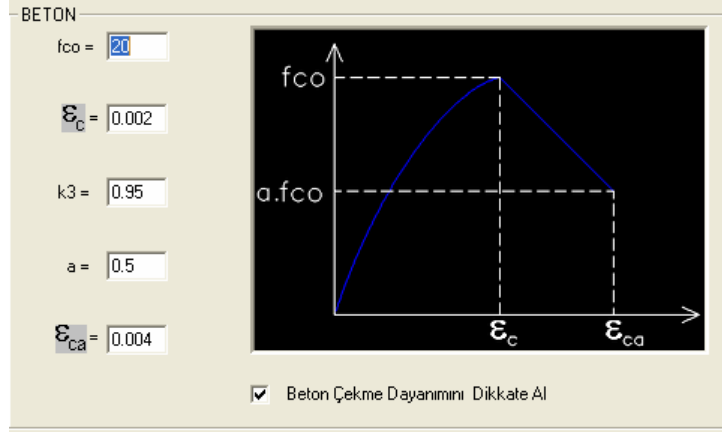 BETON
fco = 20
εc = 0.002
k3 = 0.95
a = 0.5
εca = 0.004
fco
a.fco
εc
εca
Beton Çekme Dayanımını Dikkate Al